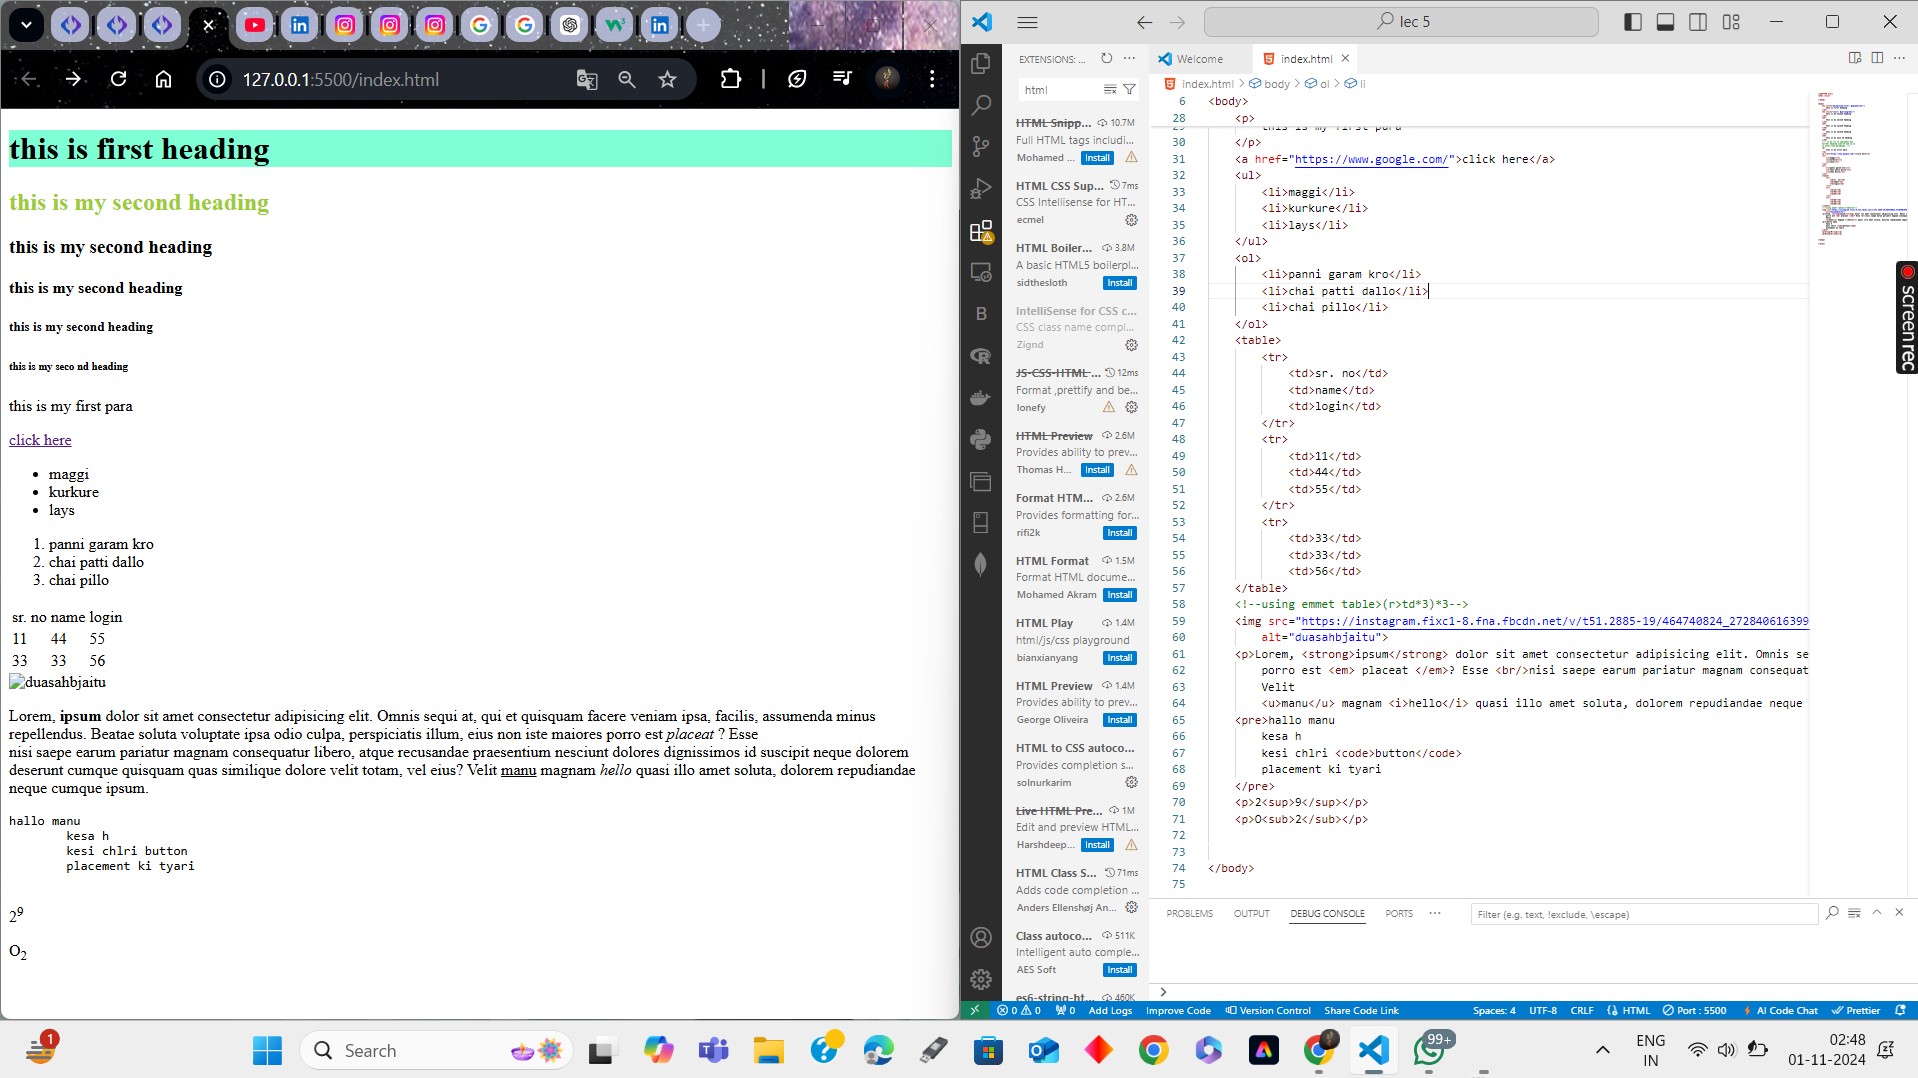 127.0.0.1:5500/index.html
this is first heading
this is my second heading
this is my second heading
this is my second heading
this is my second heading
this is my seco nd heading
this is my first para
click here
• maggi
• kurkure
• lays
1. panni garam kro
2. chai patti dallo
3. chai pillo
sr. no name login
11 44 55
33 33 56
duasahbjaitu
Lorem, ipsum dolor sit amet consectetur adipisicing elit. Omnis sequi at, qui et quisquam facere veniam ipsa, facilis, assumenda minus
repellendus. Beatae soluta voluptate ipsa odio culpa, perspiciatis illum, eius non iste maiores porro est placeat ? Esse
nisi saepe earum pariatur magnam consequatur libero, atque recusandae praesentium nesciunt dolores dignissimos id suscipit neque dolorem
deserunt cumque quisquam quas similique dolore velit totam, vel eius? Velit manu magnam hello quasi illo amet soluta, dolorem repudiandae
neque cumque ipsum.
hallo manu
kesa h
kesi chlri button
placement ki tyari
2⁹
O₂
lec 5
EXTENSIONS: ...
html
HTML Snipp... 10.7M
Full HTML tags includi...
Mohamed ... Install
HTML CSS Sup... 7ms
CSS Intellisense for HT...
ecmel
HTML Boiler... 3.8M
A basic HTML5 boilerpl...
sidthesloth Install
IntelliSense for CSS c...
CSS class name compl...
Zignd
JS-CSS-HTML-... 12ms
Format ,prettify and be...
lonefy
HTML Preview 2.6M
Provides ability to prev...
Thomas H... Install
Format HTM... 2.6M
Provides formatting for...
rifi2k Install
HTML Format 1.5M
Format HTML docume...
Mohamed Akram Install
HTML Play 1.4M
html/js/css playground
bianxianyang Install
HTML Preview 1.4M
Provides ability to prev...
George Oliveira Install
HTML to CSS autoco...
Provides completion s...
solnurkarim
Live HTML Pre... 1M
Edit and preview HTML...
Harshdeep... Install
HTML Class S... 71ms
Adds code completion ...
Anders Ellenshøj An...
Class autoco... 511K
Intelligent auto comple...
AES Soft Install
es6-string-ht... 460K
Welcome
index.html
index.html > body > ol > li
6 <body>
28 <p>
29 this is my first para
30 </p>
31 <a href="https://www.google.com/">click here</a>
32 <ul>
33 <li>maggi</li>
34 <li>kurkure</li>
35 <li>lays</li>
36 </ul>
37 <ol>
38 <li>panni garam kro</li>
39 <li>chai patti dallo</li>
40 <li>chai pillo</li>
41 </ol>
42 <table>
43 <tr>
44 <td>sr. no</td>
45 <td>name</td>
46 <td>login</td>
47 </tr>
48 <tr>
49 <td>11</td>
50 <td>44</td>
51 <td>55</td>
52 </tr>
53 <tr>
54 <td>33</td>
55 <td>33</td>
56 <td>56</td>
57 </table>
58 <!--using emmet table>(r>td*3)*3-->
59 <img src="https://instagram.fixc1-8.fna.fbcdn.net/v/t51.2885-19/464740824_272840616399
60 alt="duasahbjaitu">
61 <p>Lorem, <strong>ipsum</strong> dolor sit amet consectetur adipisicing elit. Omnis se
62 porro est <em> placeat </em>? Esse <br/>nisi saepe earum pariatur magnam consequat
63 Velit
64 <u>manu</u> magnam <i>hello</i> quasi illo amet soluta, dolorem repudiandae neque
65 <pre>hallo manu
66 kesa h
67 kesi chlri <code>button</code>
68 placement ki tyari
69 </pre>
70 <p>2<sup>9</sup></p>
71 <p>O<sub>2</sub></p>
72
73
74 </body>
75
screenrec
PROBLEMS OUTPUT DEBUG CONSOLE PORTS ...
Filter (e.g. text, !exclude, \escape)
0 0 0 Add Logs Improve Code Version Control Share Code Link Spaces: 4 UTF-8 CRLF HTML Port : 5500 AI Code Chat Prettier
1
Search
99+
ENG
IN
02:48
01-11-2024